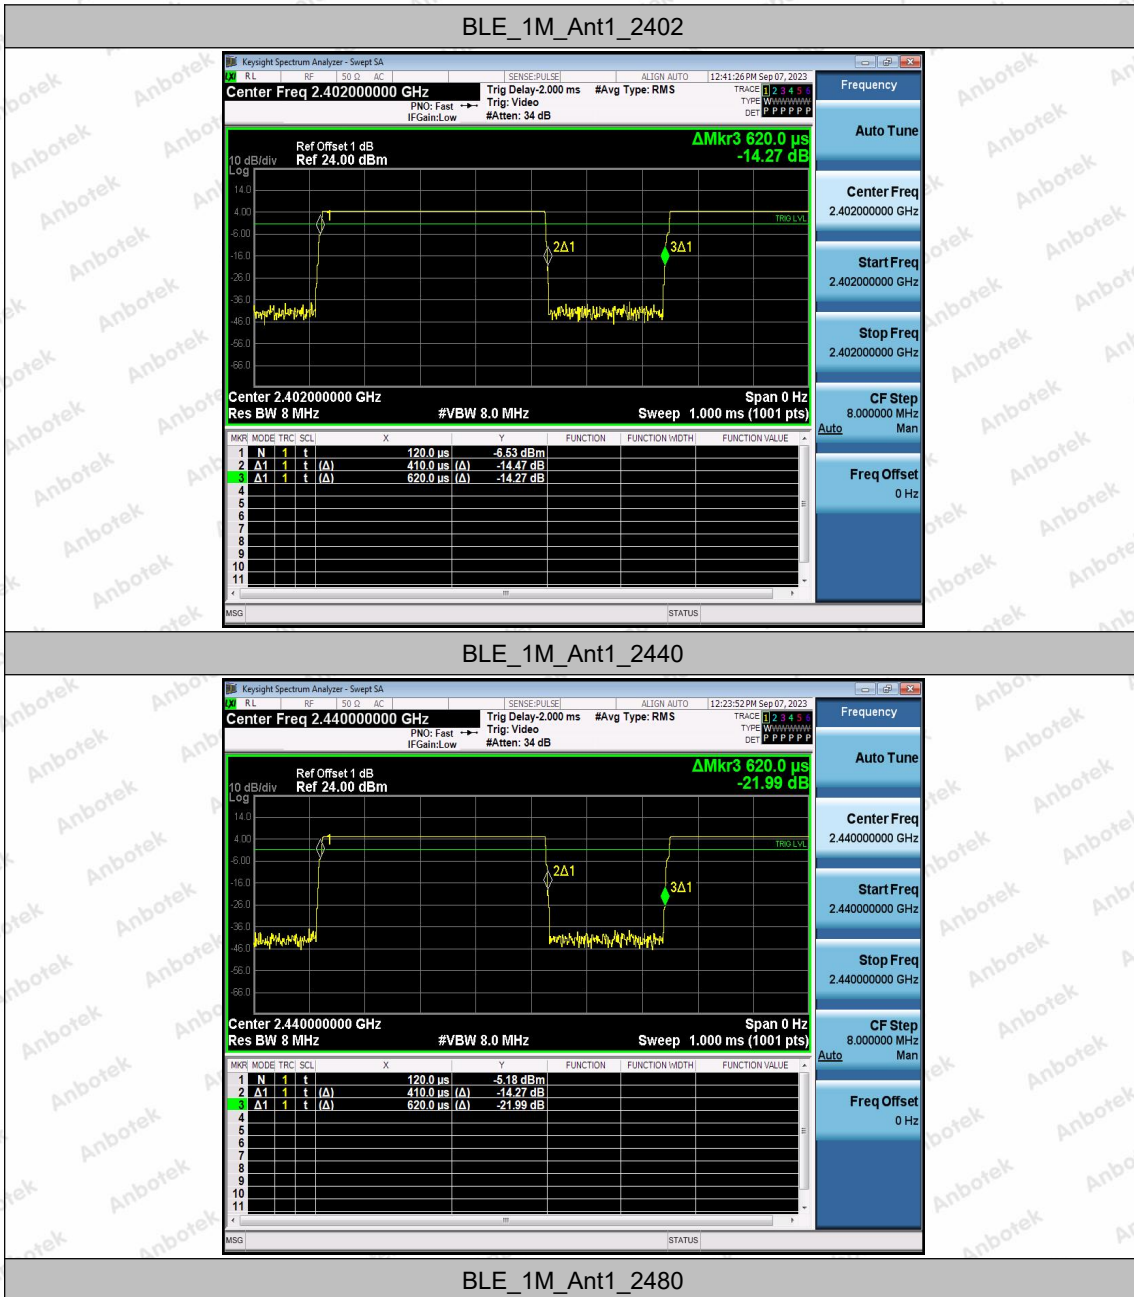 BLE_1M_Ant1_2402
Keysight Spectrum Analyzer - Swept SA
LXI RL RF 50 Ω AC SENSE:PULSE ALIGN AUTO 12:41:26 PM Sep 07, 2023
Center Freq 2.402000000 GHz
PNO: Fast
IFGain:Low
Trig Delay-2.000 ms #Avg Type: RMS
Trig: Video
#Atten: 34 dB
TRACE 1 2 3 4 5 6
TYPE WWWWWW
DET P P P P P P
Frequency
Auto Tune
Center Freq
2.402000000 GHz
Start Freq
2.402000000 GHz
Stop Freq
2.402000000 GHz
CF Step
8.000000 MHz
Auto Man
Freq Offset
0 Hz
ΔMkr3 620.0 µs
-14.27 dB
Ref Offset 1 dB
10 dB/div Ref 24.00 dBm
Log
14.0
4.00
-6.00
-16.0
-26.0
-36.0
-46.0
-56.0
-66.0
1
TRIG LVL
2Δ1
3Δ1
Center 2.402000000 GHz Span 0 Hz
Res BW 8 MHz #VBW 8.0 MHz Sweep 1.000 ms (1001 pts)
MKR MODE TRC SCL X Y FUNCTION FUNCTION WIDTH FUNCTION VALUE
1 N 1 t 120.0 µs -6.53 dBm
2 Δ1 1 t (Δ) 410.0 µs (Δ) -14.47 dB
3 Δ1 1 t (Δ) 620.0 µs (Δ) -14.27 dB
4
5
6
7
8
9
10
11
MSG STATUS
BLE_1M_Ant1_2440
Keysight Spectrum Analyzer - Swept SA
LXI RL RF 50 Ω AC SENSE:PULSE ALIGN AUTO 12:23:52 PM Sep 07, 2023
Center Freq 2.440000000 GHz
PNO: Fast
IFGain:Low
Trig Delay-2.000 ms #Avg Type: RMS
Trig: Video
#Atten: 34 dB
TRACE 1 2 3 4 5 6
TYPE WWWWWW
DET P P P P P P
Frequency
Auto Tune
Center Freq
2.440000000 GHz
Start Freq
2.440000000 GHz
Stop Freq
2.440000000 GHz
CF Step
8.000000 MHz
Auto Man
Freq Offset
0 Hz
ΔMkr3 620.0 µs
-21.99 dB
Ref Offset 1 dB
10 dB/div Ref 24.00 dBm
Log
14.0
4.00
-6.00
-16.0
-26.0
-36.0
-46.0
-56.0
-66.0
1
TRIG LVL
2Δ1
3Δ1
Center 2.440000000 GHz Span 0 Hz
Res BW 8 MHz #VBW 8.0 MHz Sweep 1.000 ms (1001 pts)
MKR MODE TRC SCL X Y FUNCTION FUNCTION WIDTH FUNCTION VALUE
1 N 1 t 120.0 µs -5.18 dBm
2 Δ1 1 t (Δ) 410.0 µs (Δ) -14.27 dB
3 Δ1 1 t (Δ) 620.0 µs (Δ) -21.99 dB
4
5
6
7
8
9
10
11
MSG STATUS
BLE_1M_Ant1_2480
Anbotek